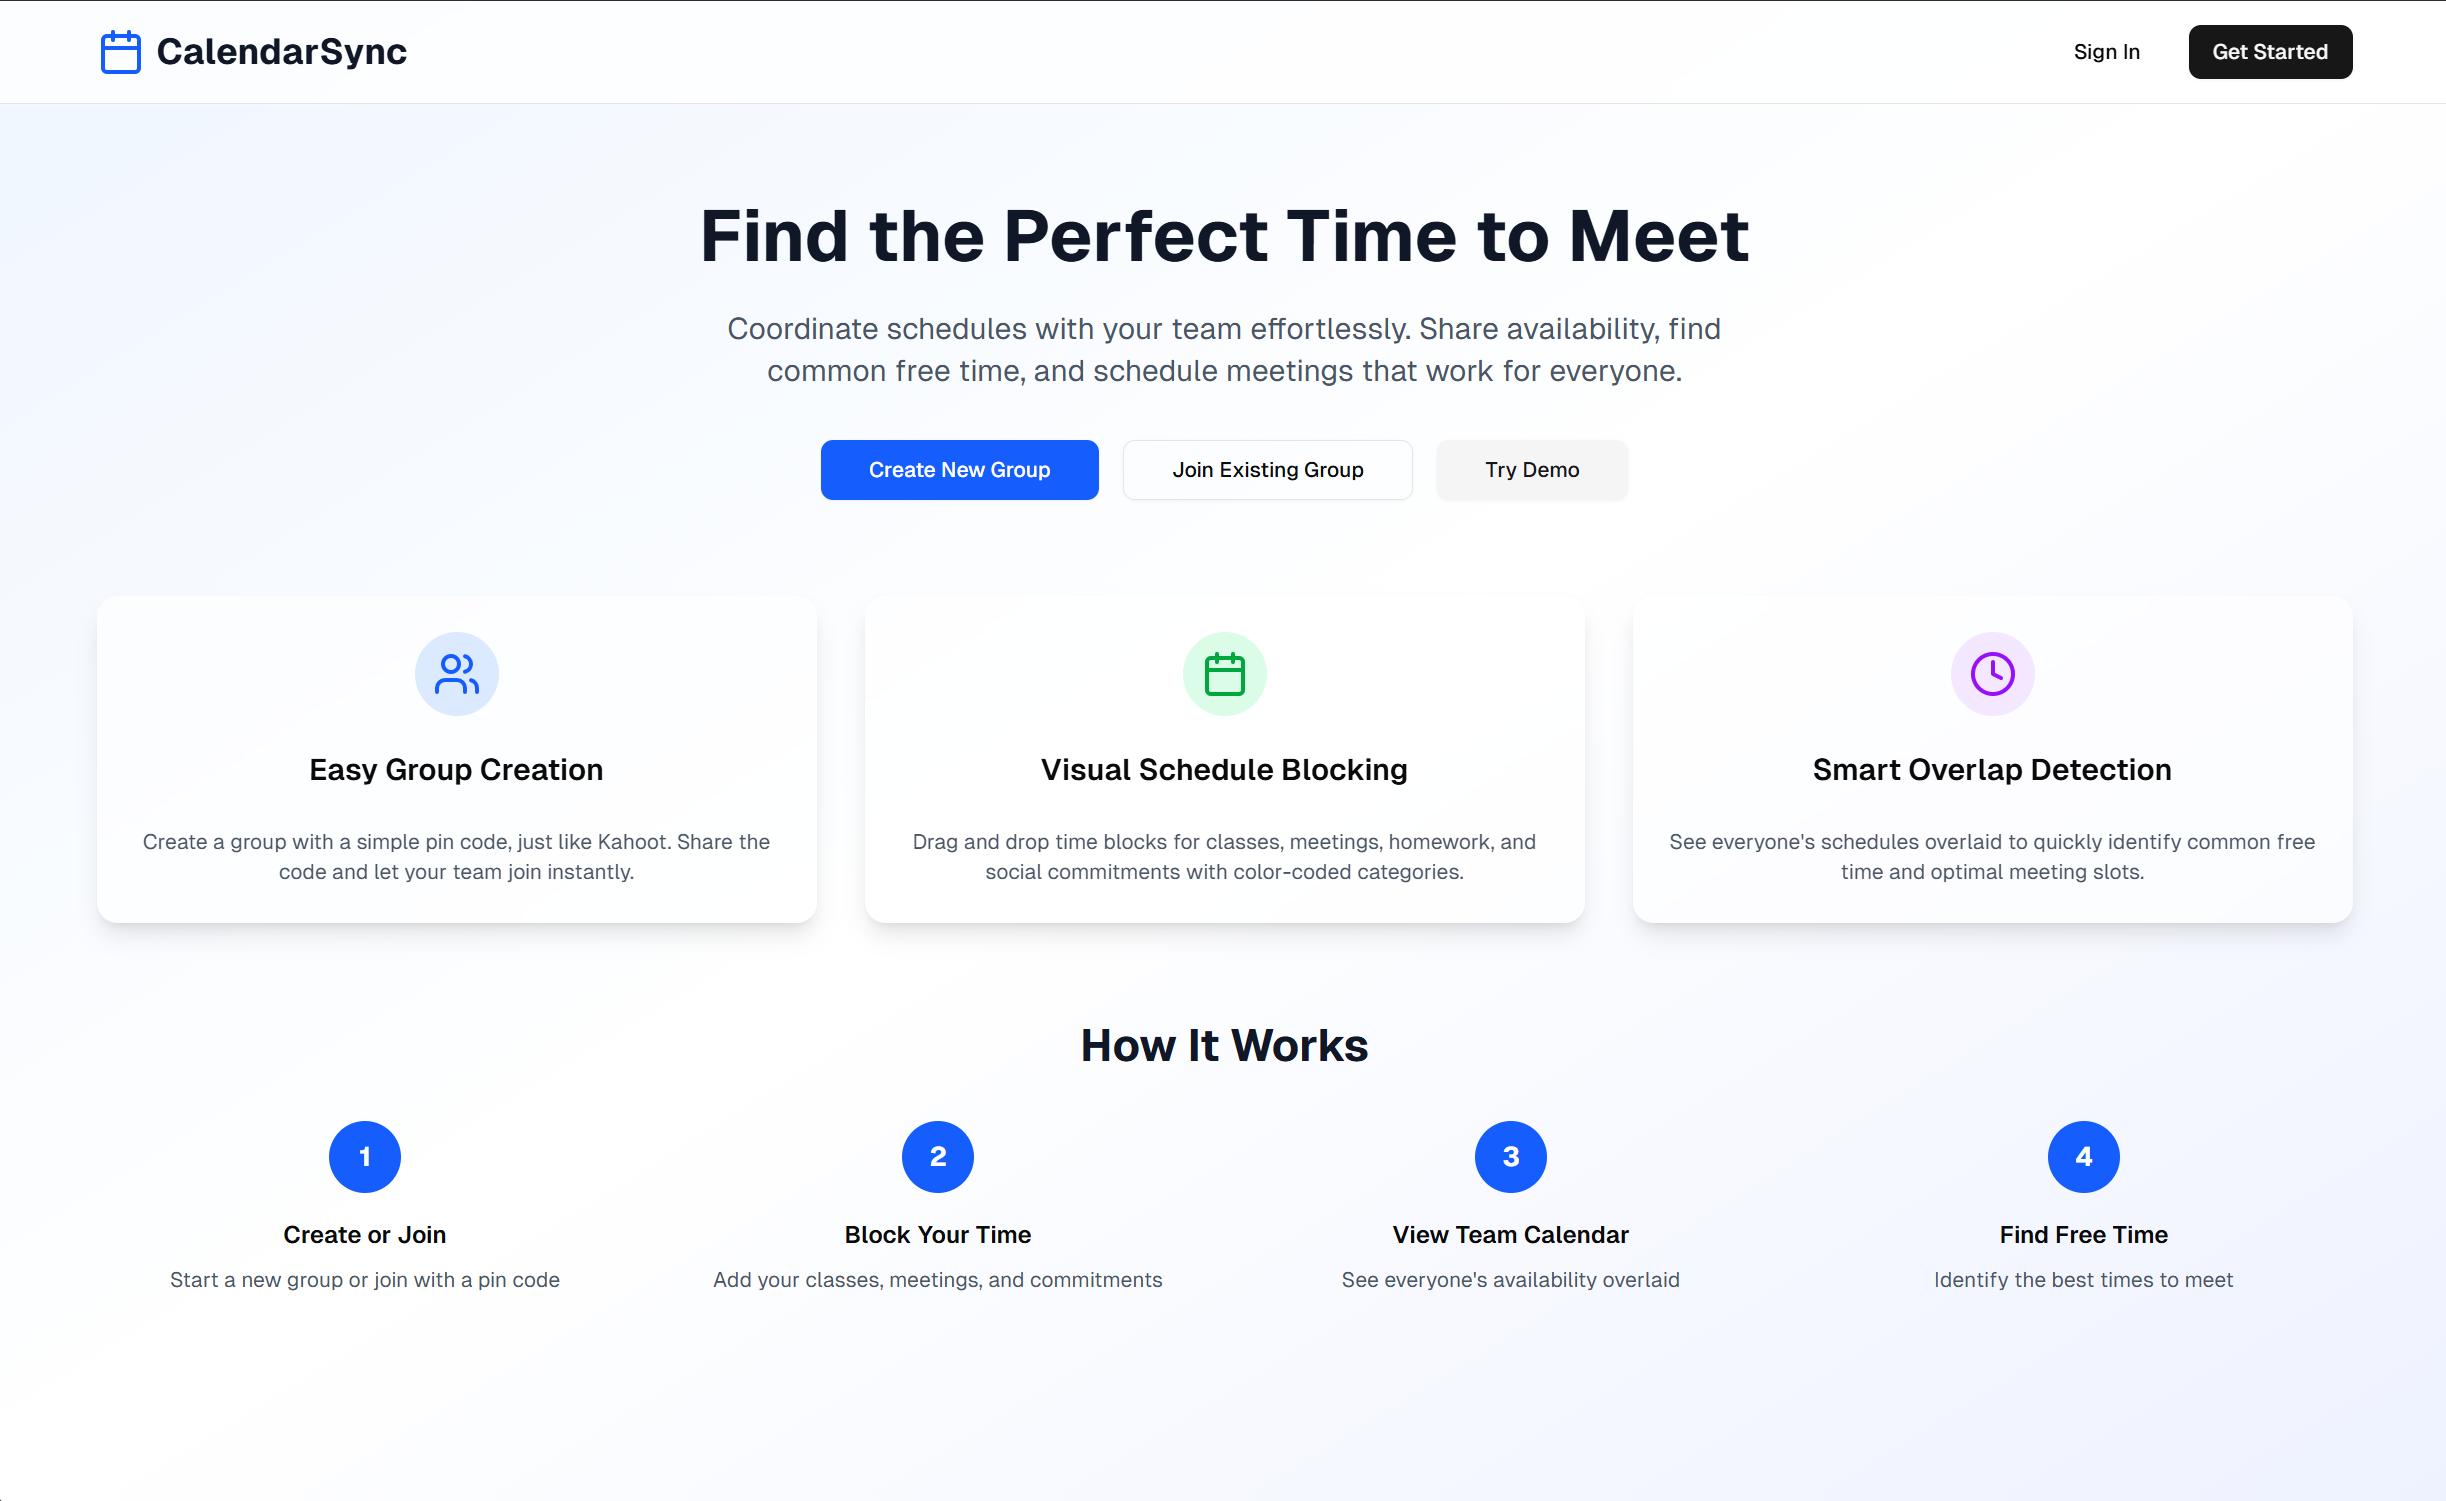 CalendarSync
Sign In
Get Started
Find the Perfect Time to Meet
Coordinate schedules with your team effortlessly. Share availability, find
common free time, and schedule meetings that work for everyone.
Create New Group
Join Existing Group
Try Demo
Easy Group Creation
Create a group with a simple pin code, just like Kahoot. Share the
code and let your team join instantly.
Visual Schedule Blocking
Drag and drop time blocks for classes, meetings, homework, and
social commitments with color-coded categories.
Smart Overlap Detection
See everyone's schedules overlaid to quickly identify common free
time and optimal meeting slots.
How It Works
1
Create or Join
Start a new group or join with a pin code
2
Block Your Time
Add your classes, meetings, and commitments
3
View Team Calendar
See everyone's availability overlaid
4
Find Free Time
Identify the best times to meet